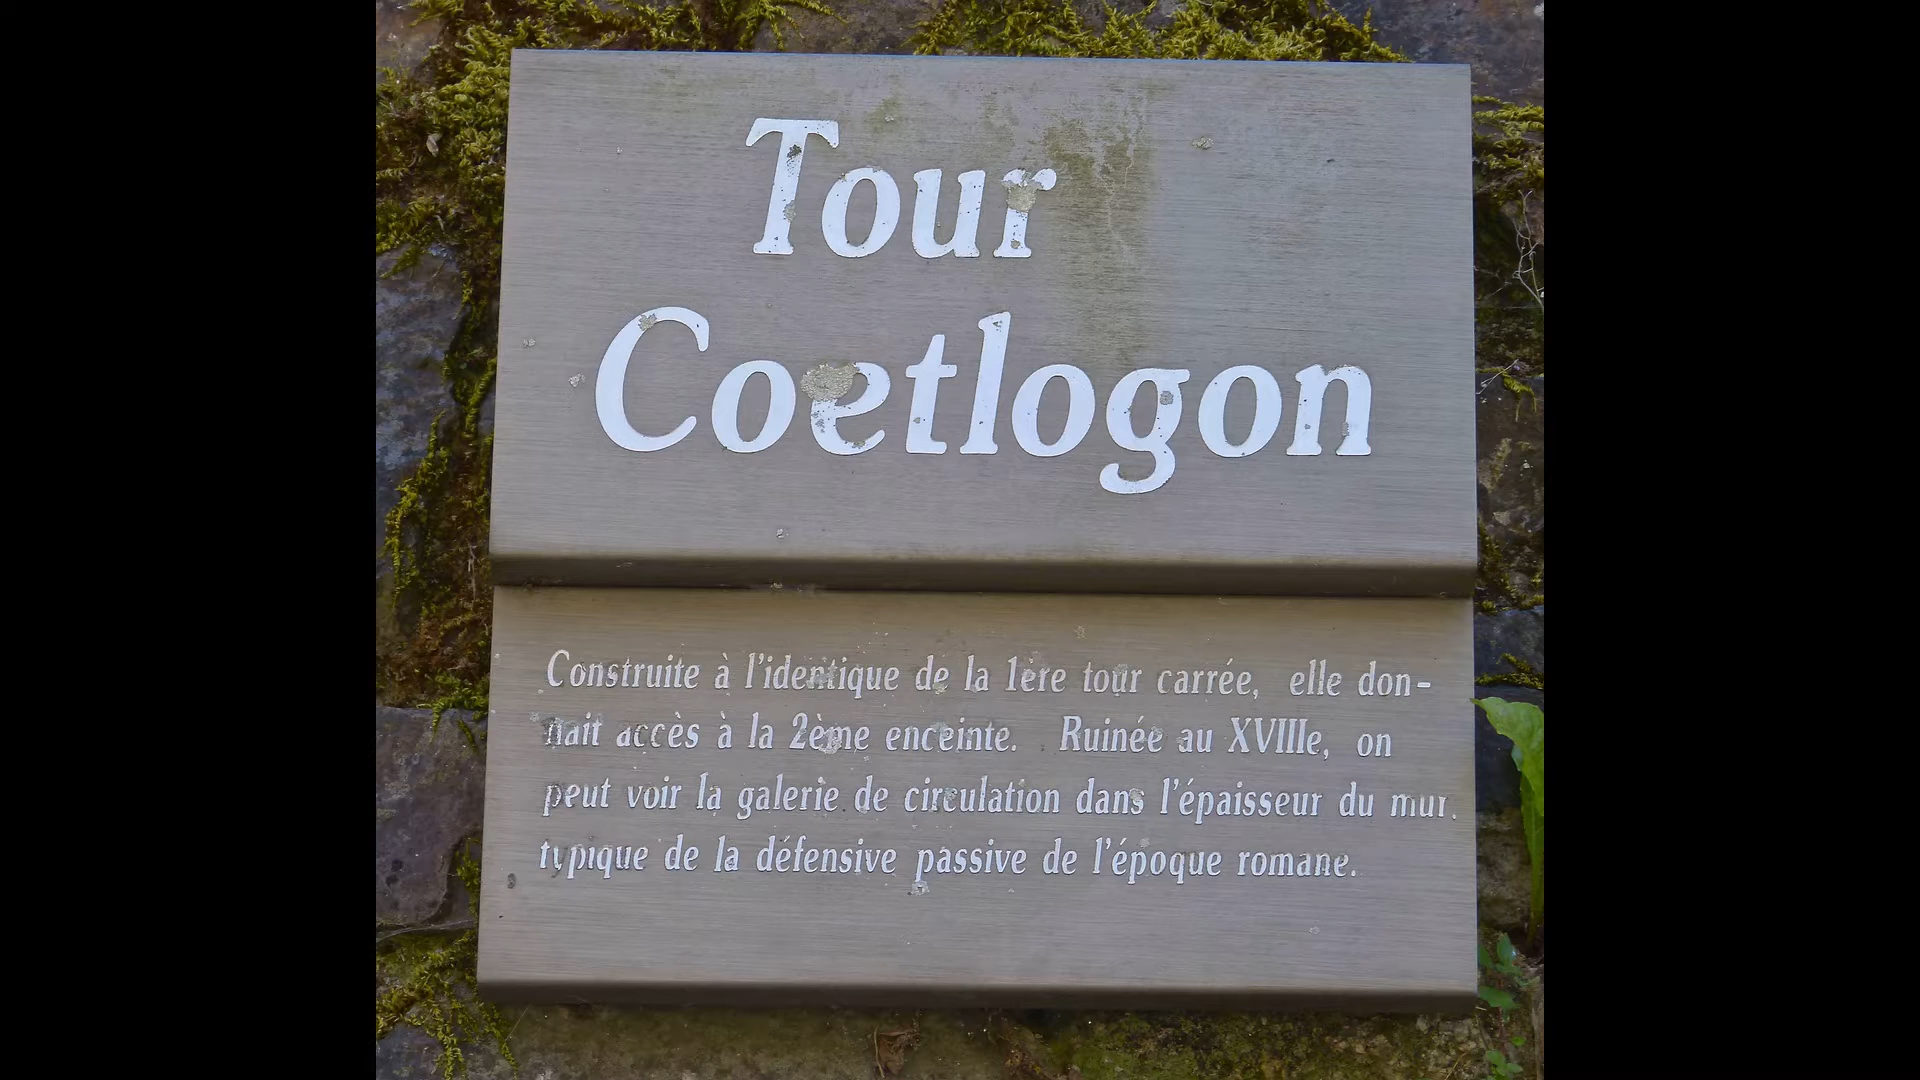 Tour
Coetlogon
Construite à l'identique de la 1ère tour carrée, elle don-
nait accès à la 2ème enceinte. Ruinée au XVIIIe, on
peut voir la galerie de circulation dans l'épaisseur du mur,
typique de la défensive passive de l'époque romane.